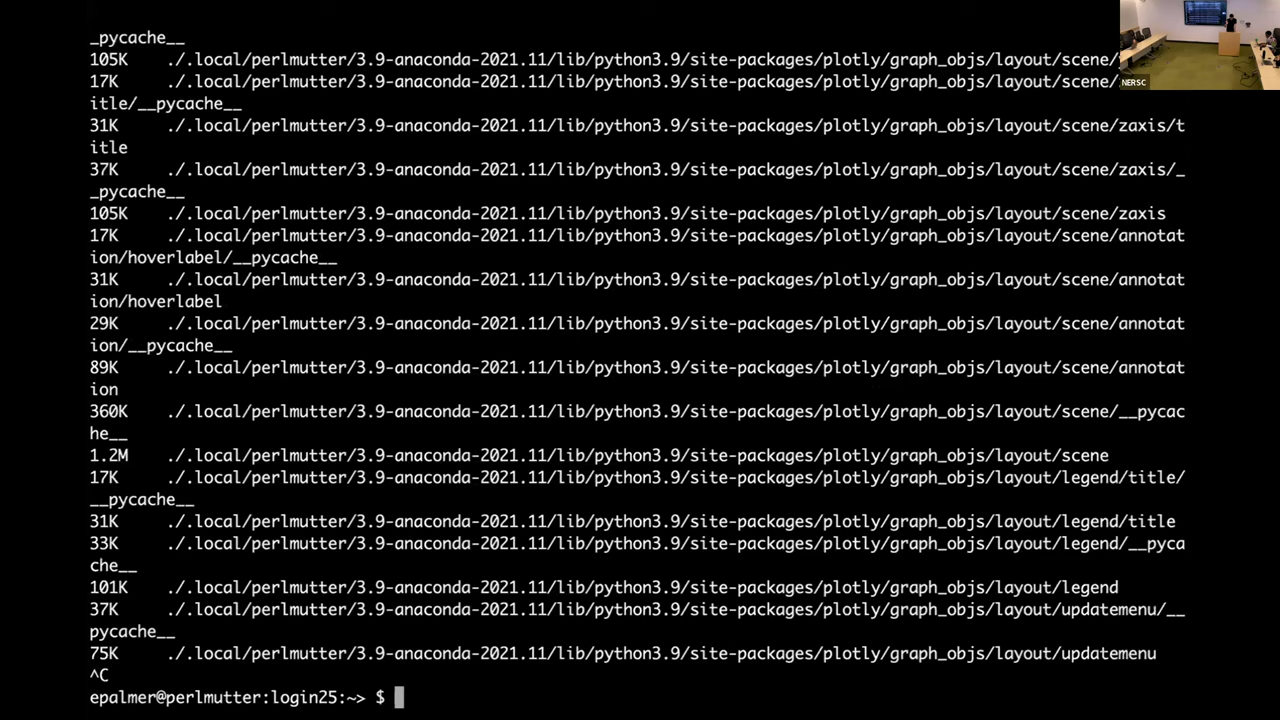 _pycache__
105K ./.local/perlmutter/3.9-anaconda-2021.11/lib/python3.9/site-packages/plotly/graph_objs/layout/scene/
17K ./.local/perlmutter/3.9-anaconda-2021.11/lib/python3.9/site-packages/plotly/graph_objs/layout/scene/
itle/__pycache__
31K ./.local/perlmutter/3.9-anaconda-2021.11/lib/python3.9/site-packages/plotly/graph_objs/layout/scene/zaxis/t
itle
37K ./.local/perlmutter/3.9-anaconda-2021.11/lib/python3.9/site-packages/plotly/graph_objs/layout/scene/zaxis/_
_pycache__
105K ./.local/perlmutter/3.9-anaconda-2021.11/lib/python3.9/site-packages/plotly/graph_objs/layout/scene/zaxis
17K ./.local/perlmutter/3.9-anaconda-2021.11/lib/python3.9/site-packages/plotly/graph_objs/layout/scene/annotat
ion/hoverlabel/__pycache__
31K ./.local/perlmutter/3.9-anaconda-2021.11/lib/python3.9/site-packages/plotly/graph_objs/layout/scene/annotat
ion/hoverlabel
29K ./.local/perlmutter/3.9-anaconda-2021.11/lib/python3.9/site-packages/plotly/graph_objs/layout/scene/annotat
ion/__pycache__
89K ./.local/perlmutter/3.9-anaconda-2021.11/lib/python3.9/site-packages/plotly/graph_objs/layout/scene/annotat
ion
360K ./.local/perlmutter/3.9-anaconda-2021.11/lib/python3.9/site-packages/plotly/graph_objs/layout/scene/__pycac
he__
1.2M ./.local/perlmutter/3.9-anaconda-2021.11/lib/python3.9/site-packages/plotly/graph_objs/layout/scene
17K ./.local/perlmutter/3.9-anaconda-2021.11/lib/python3.9/site-packages/plotly/graph_objs/layout/legend/title/
__pycache__
31K ./.local/perlmutter/3.9-anaconda-2021.11/lib/python3.9/site-packages/plotly/graph_objs/layout/legend/title
33K ./.local/perlmutter/3.9-anaconda-2021.11/lib/python3.9/site-packages/plotly/graph_objs/layout/legend/__pyca
che__
101K ./.local/perlmutter/3.9-anaconda-2021.11/lib/python3.9/site-packages/plotly/graph_objs/layout/legend
37K ./.local/perlmutter/3.9-anaconda-2021.11/lib/python3.9/site-packages/plotly/graph_objs/layout/updatemenu/__
pycache__
75K ./.local/perlmutter/3.9-anaconda-2021.11/lib/python3.9/site-packages/plotly/graph_objs/layout/updatemenu
^C
epalmer@perlmutter:login25:~> $
NERSC